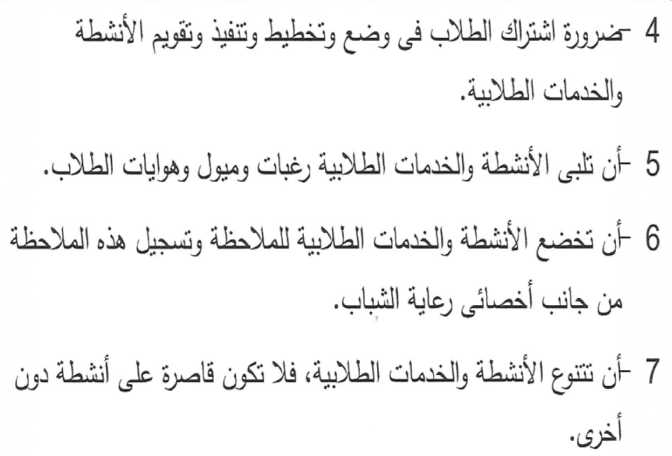 4 -ضرورة اشتراك الطلاب فى وضع وتخطيط وتنفيذ وتقويم الأنشطة
والخدمات الطلابية.
5 -أن تلبى الأنشطة والخدمات الطلابية رغبات وميول وهوايات الطلاب.
6 -أن تخضع الأنشطة والخدمات الطلابية للملاحظة وتسجيل هذه الملاحظة
من جانب أخصائى رعاية الشباب.
7 -أن تتنوع الأنشطة والخدمات الطلابية، فلا تكون قاصرة على أنشطة دون
أخرى.